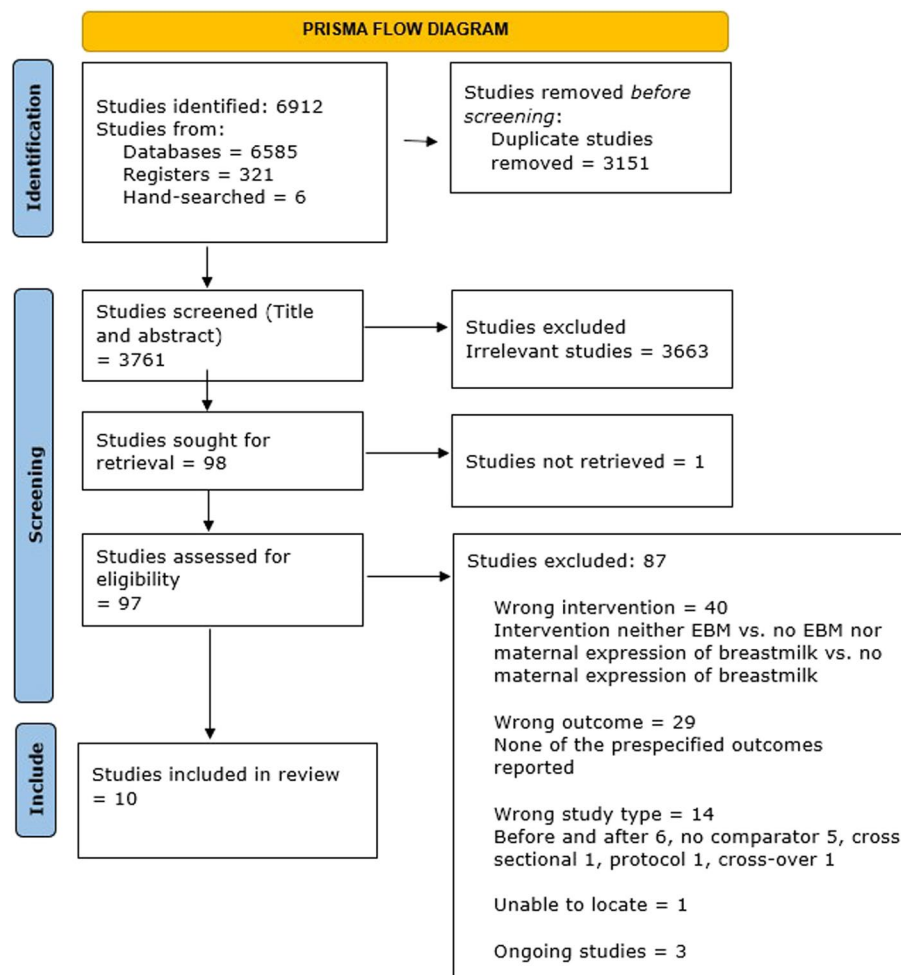 PRISMA FLOW DIAGRAM
Identification
Studies identified: 6912
Studies from:
Databases = 6585
Registers = 321
Hand-searched = 6
Studies removed before
screening:
Duplicate studies
removed = 3151
Screening
Studies screened (Title
and abstract)
= 3761
Studies excluded
Irrelevant studies = 3663
Studies sought for
retrieval = 98
Studies not retrieved = 1
Studies assessed for
eligibility
= 97
Studies excluded: 87
Wrong intervention = 40
Intervention neither EBM vs. no EBM nor
maternal expression of breastmilk vs. no
maternal expression of breastmilk
Wrong outcome = 29
None of the prespecified outcomes
reported
Wrong study type = 14
Before and after 6, no comparator 5, cross
sectional 1, protocol 1, cross-over 1
Unable to locate = 1
Ongoing studies = 3
Include
Studies included in review
= 10